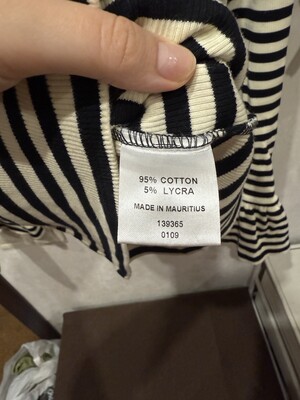 95% COTTON
5% LYCRA
MADE IN MAURITIUS
139365
0109